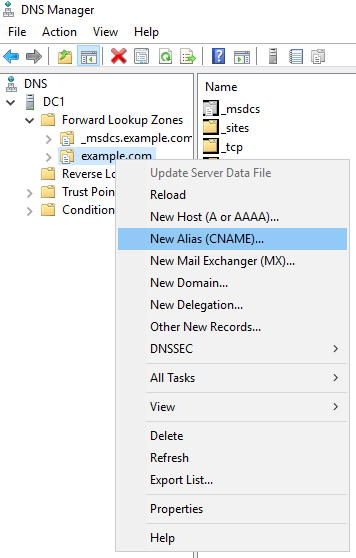 DNS Manager
File Action View Help
DNS
DC1
Forward Lookup Zones
_msdcs.example.com
example.com
Reverse Lo
Trust Poin
Condition
Name
_msdcs
_sites
_tcp
Update Server Data File
Reload
New Host (A or AAAA)...
New Alias (CNAME)...
New Mail Exchanger (MX)...
New Domain...
New Delegation...
Other New Records...
DNSSEC
All Tasks
View
Delete
Refresh
Export List...
Properties
Help